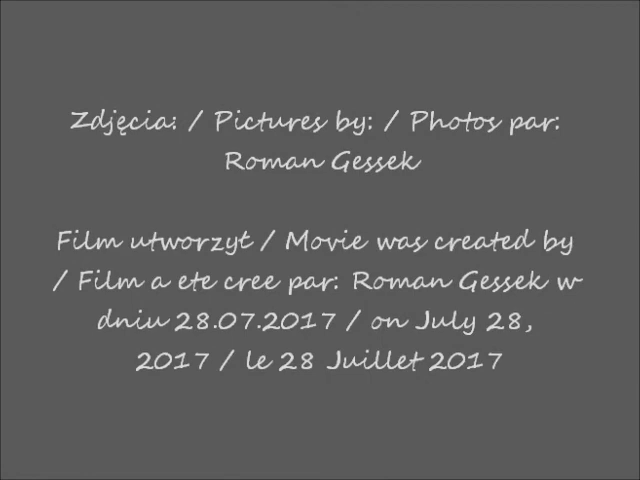 Zdjęcia: / Pictures by: / Photos par:
Roman Gessek
Film utworzył / Movie was created by
/ Film a ete cree par: Roman Gessek w
dniu 28.07.2017 / on July 28,
2017 / le 28 Juillet 2017